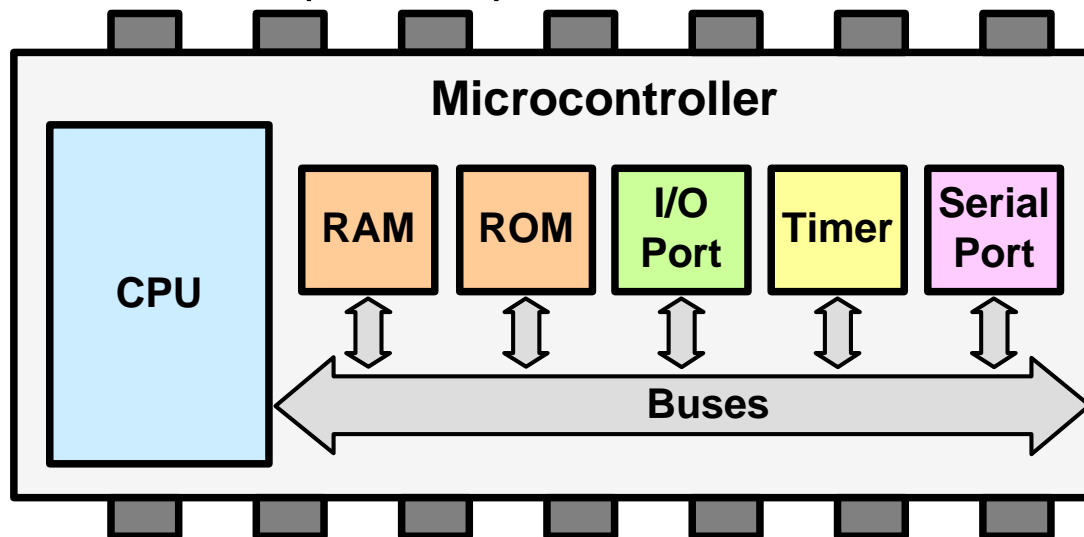 Microcontroller
CPU
RAM
ROM
I/O
Port
Timer
Serial
Port
Buses